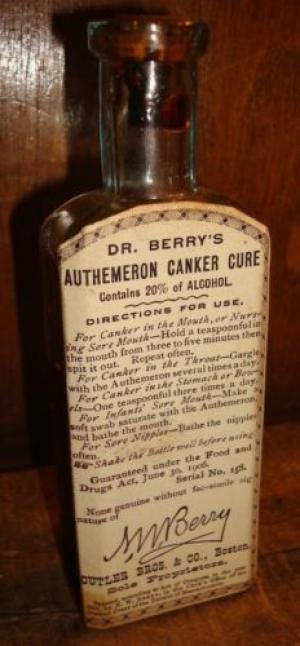 DR. BERRY'S
AUTHEMERON CANKER CURE
Contains 20% of ALCOHOL.
DIRECTIONS FOR USE.
For Canker in the Mouth, or Nurs-
ing Sore Mouth—Hold a teaspoonful in
the mouth from three to five minutes then
spit it out. Repeat often.
For Canker in the Throat—Gargle
with the Authemeron several times a day.
For Canker in the Stomach or Bow-
els—One teaspoonful three times a day.
For Infants' Sore Mouth—Make a
soft swab saturate with the Authemeron,
and bathe the mouth.
For Sore Nipples—Bathe the nipples
often.
Shake the Bottle well before using
Guaranteed under the Food and
Drugs Act, June 30, 1906.
Serial No. 158.
None genuine without fac-simile sig-
nature of
Berry
CUTLER BROS. & CO., Boston.
Sole Proprietors.